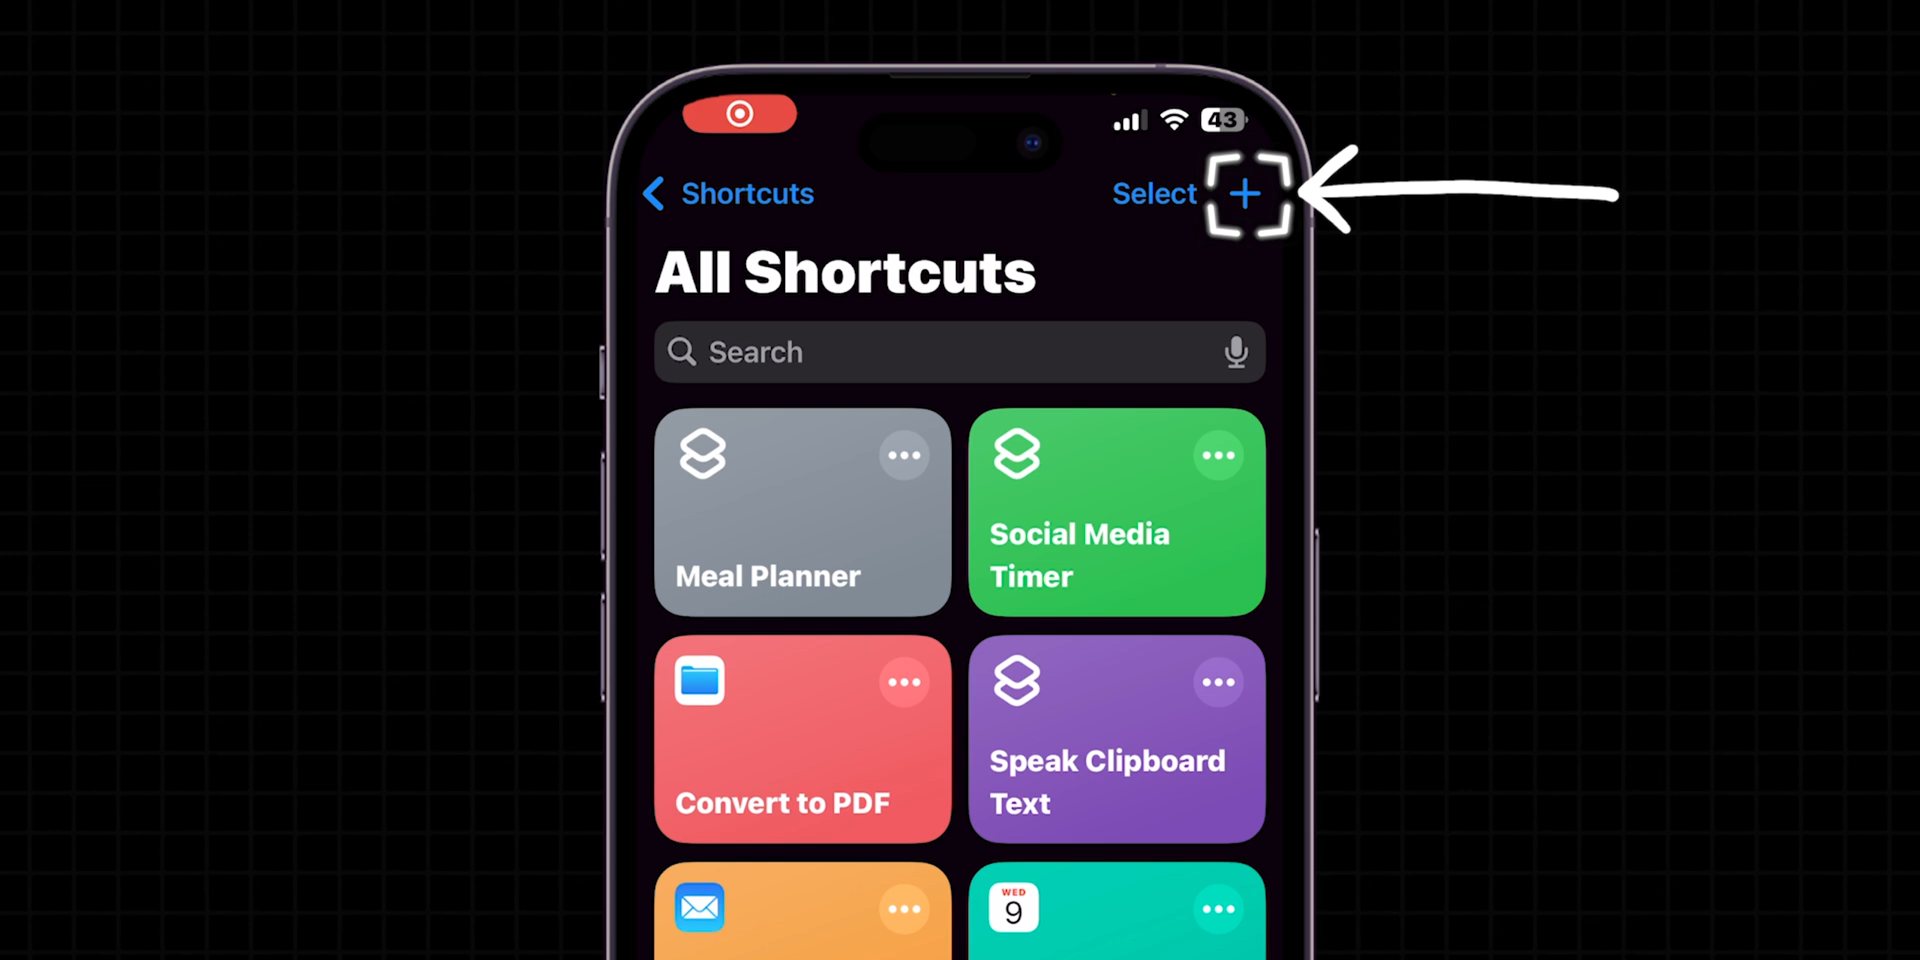 43
Shortcuts
Select +
All Shortcuts
Search
Meal Planner
Social Media
Timer
Convert to PDF
Speak Clipboard
Text
WED
9